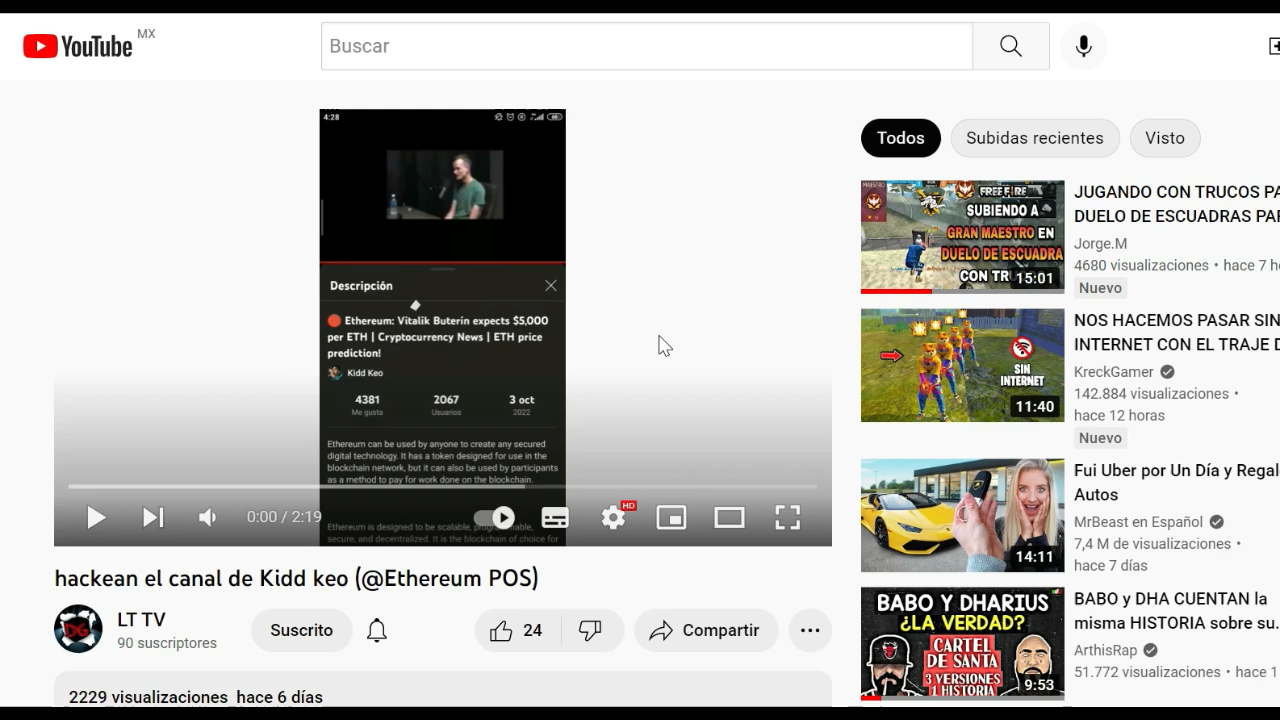 YouTube MX
Buscar
4:28
Descripción
Ethereum: Vitalik Buterin expects $5,000
per ETH | Cryptocurrency News | ETH price
prediction!
Kidd Keo
4381 2067 3 oct
Me gusta Usuarios 2022
Ethereum can be used by anyone to create any secured
digital technology. It has a token designed for use in the
blockchain network, but it can also be used by participants
as a method to pay for work done on the blockchain.
Ethereum is designed to be scalable,
secure, and decentralized. It is the blockchain of choice for
0:00 / 2:19
HD
hackean el canal de Kidd keo (@Ethereum POS)
LT TV
90 suscriptores
Suscrito
24
Compartir
2229 visualizaciones hace 6 días
Todos
Subidas recientes
Visto
FREE FIRE
SUBIENDO A
GRAN MAESTRO EN
DUELO DE ESCUADRA
CON
15:01
JUGANDO CON TRUCOS
DUELO DE ESCUADRAS
Jorge.M
4680 visualizaciones • hace 7
Nuevo
SIN
INTERNET
11:40
NOS HACEMOS PASAR
INTERNET CON EL TRAJE
KreckGamer
142.884 visualizaciones •
hace 12 horas
Nuevo
14:11
Fui Uber por Un Día y
Autos
MrBeast en Español
7,4 M de visualizaciones •
hace 7 días
BABO Y DHARIUS
¿LA VERDAD?
CARTEL
DE SANTA
3 VERSIONES
1 HISTORIA
9:53
BABO y DHA CUENTAN la
misma HISTORIA sobre su...
ArthisRap
51.772 visualizaciones • hace 1